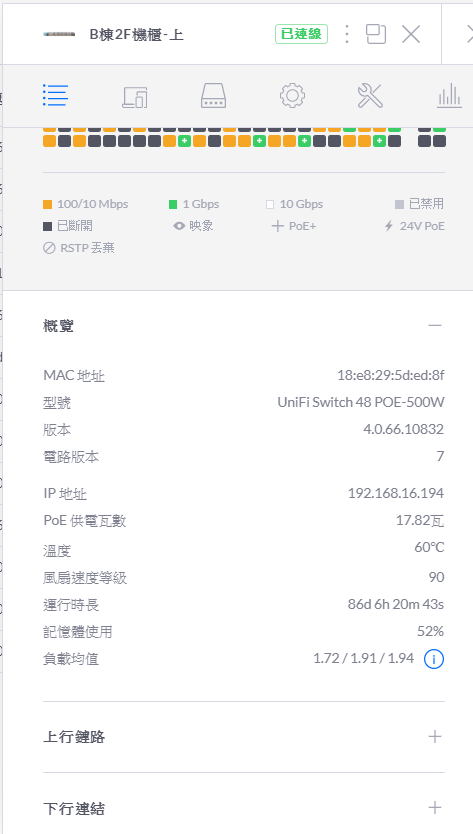 B棟2F機櫃-上 已連線
100/10 Mbps 1 Gbps 10 Gbps 已禁用
已斷開 映象 PoE+ 24V PoE
RSTP 丟棄
概覽
MAC 地址 18:e8:29:5d:ed:8f
型號 UniFi Switch 48 POE-500W
版本 4.0.66.10832
電路版本 7
IP 地址 192.168.16.194
PoE 供電瓦數 17.82瓦
溫度 60℃
風扇速度等級 90
運行時長 86d 6h 20m 43s
記憶體使用 52%
負載均值 1.72 / 1.91 / 1.94
上行鏈路
下行連結